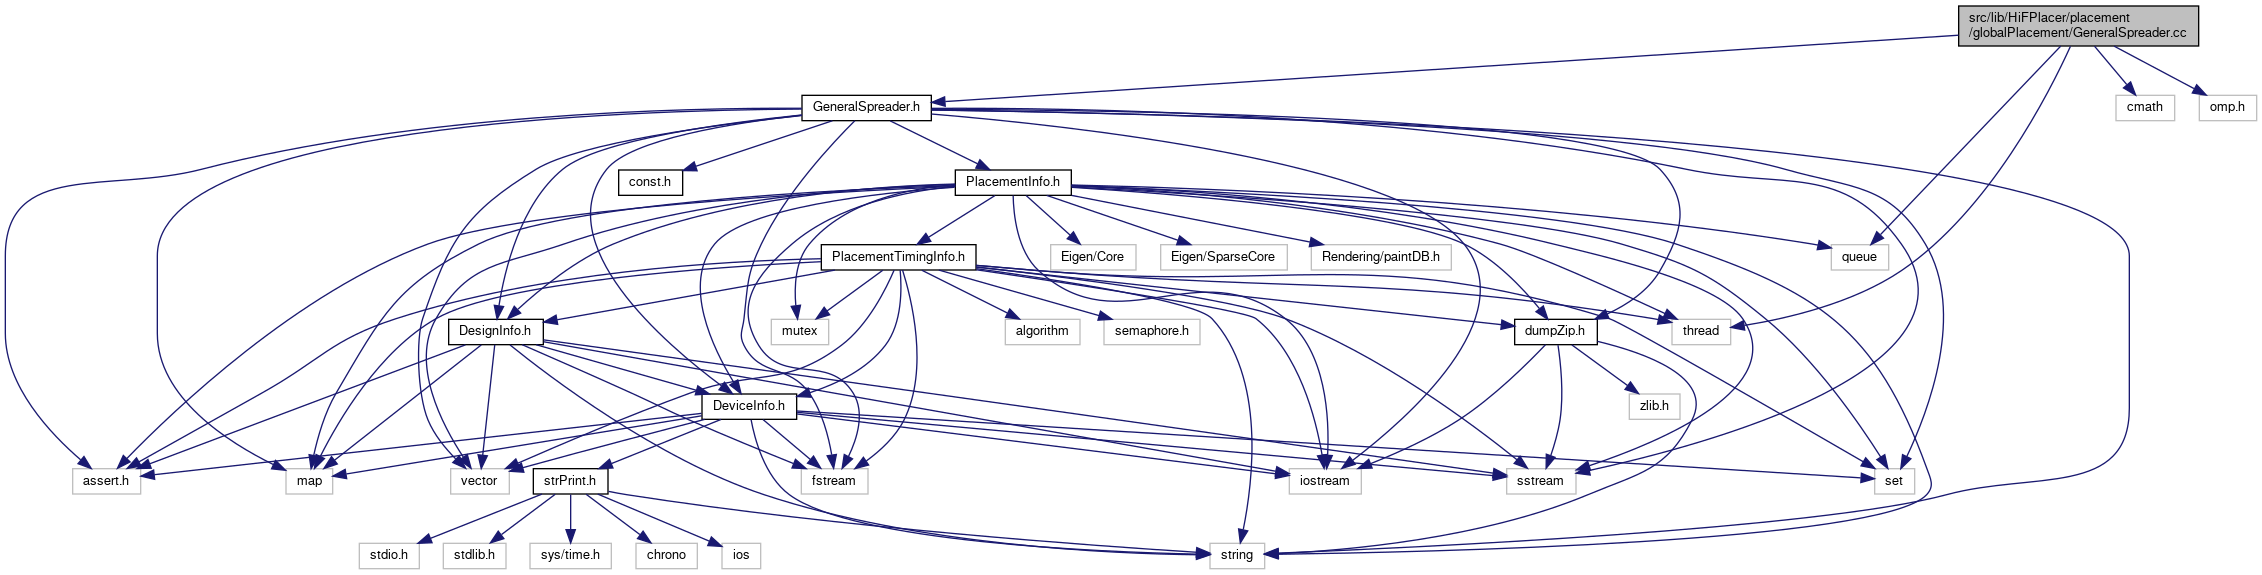 src/lib/HiFPlacer/placement
/globalPlacement/GeneralSpreader.cc
GeneralSpreader.h
cmath
omp.h
const.h
PlacementInfo.h
PlacementTimingInfo.h
Eigen/Core
Eigen/SparseCore
Rendering/paintDB.h
queue
DesignInfo.h
mutex
algorithm
semaphore.h
dumpZip.h
thread
DeviceInfo.h
zlib.h
assert.h
map
vector
strPrint.h
fstream
iostream
sstream
set
stdio.h
stdlib.h
sys/time.h
chrono
ios
string